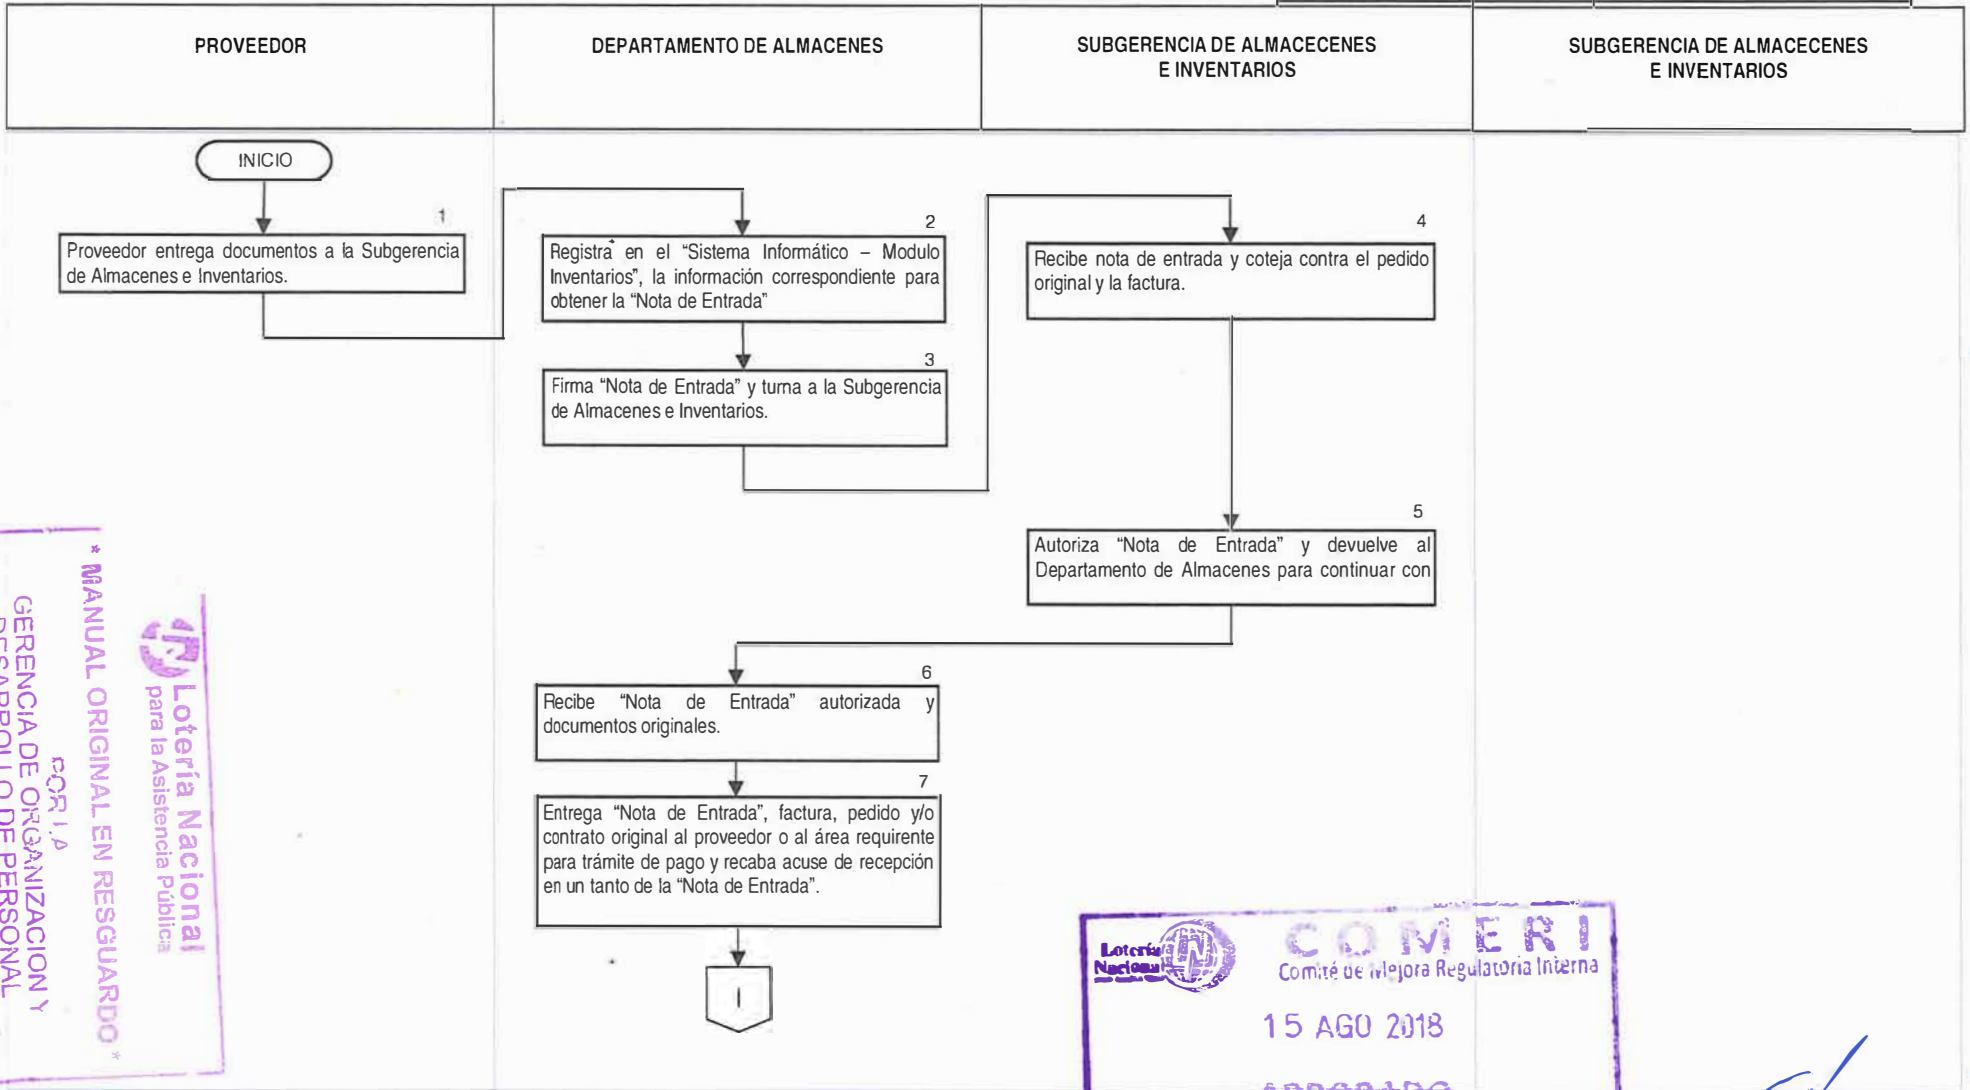 PROVEEDOR
DEPARTAMENTO DE ALMACENES
SUBGERENCIA DE ALMACECENES
E INVENTARIOS
SUBGERENCIA DE ALMACECENES
E INVENTARIOS
INICIO
1
Proveedor entrega documentos a la Subgerencia
de Almacenes e Inventarios.
2
Registra en el “Sistema Informático – Modulo
Inventarios”, la información correspondiente para
obtener la “Nota de Entrada”
3
Firma “Nota de Entrada” y turna a la Subgerencia
de Almacenes e Inventarios.
4
Recibe nota de entrada y coteja contra el pedido
original y la factura.
5
Autoriza “Nota de Entrada” y devuelve al
Departamento de Almacenes para continuar con
6
Recibe “Nota de Entrada” autorizada y
documentos originales.
7
Entrega “Nota de Entrada”, factura, pedido y/o
contrato original al proveedor o al área requirente
para trámite de pago y recaba acuse de recepción
en un tanto de la “Nota de Entrada”.
I
Lotería Nacional
para la Asistencia Pública
* MANUAL ORIGINAL EN RESGUARDO *
POR LA
GERENCIA DE ORGANIZACION Y
DESARROLLO DE PERSONAL
Lotería
Nacional
COMERI
Comité de Mejora Regulatoria Interna
15 AGO 2018